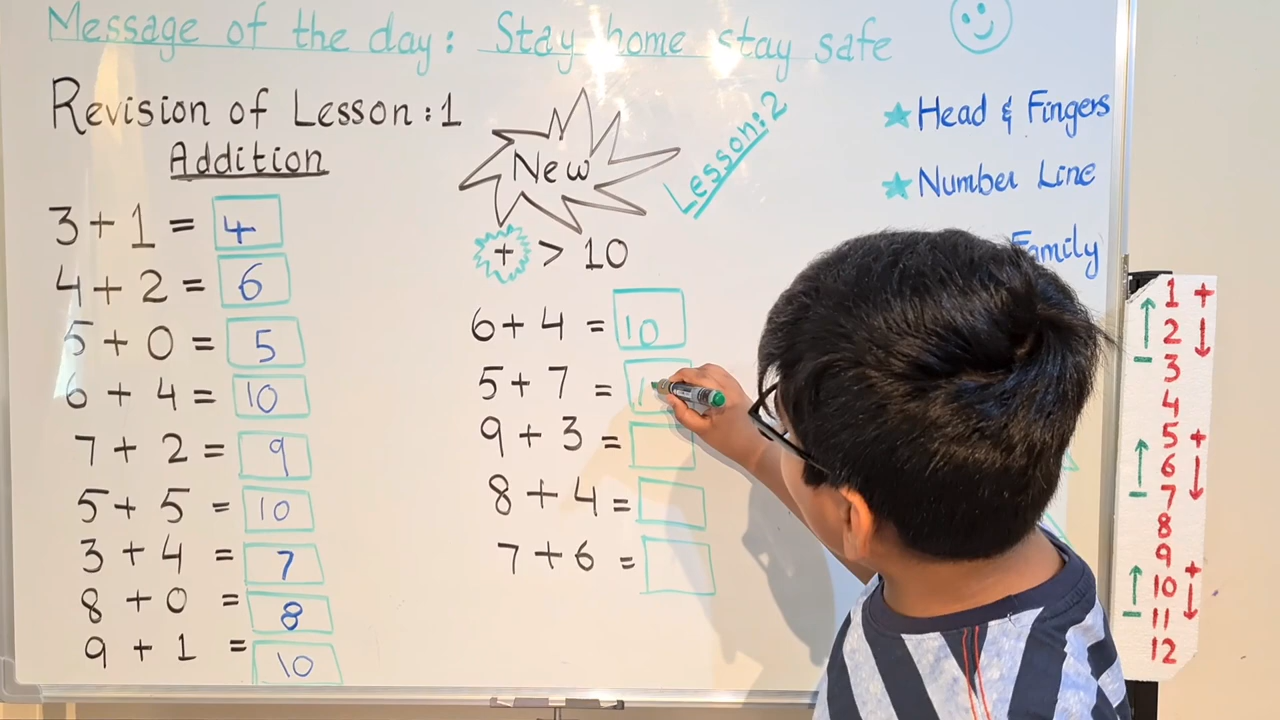 Message of the day: Stay home stay safe
Revision of Lesson:1
Addition
3+1 = 4
4+2 = 6
5+0 = 5
6+4= 10
7+2= 9
5+5 = 10
3+4 = 7
8+0 = 8
9+1 = 10
New
Lesson:2
+ > 10
6+4 = 10
5+7 = 1
9+3 =
8+4=
7+6=
Head & Fingers
Number Line
Family
1 +
2
- 3
4
5 +
6
- 7
8
9
10 +
- 11
12